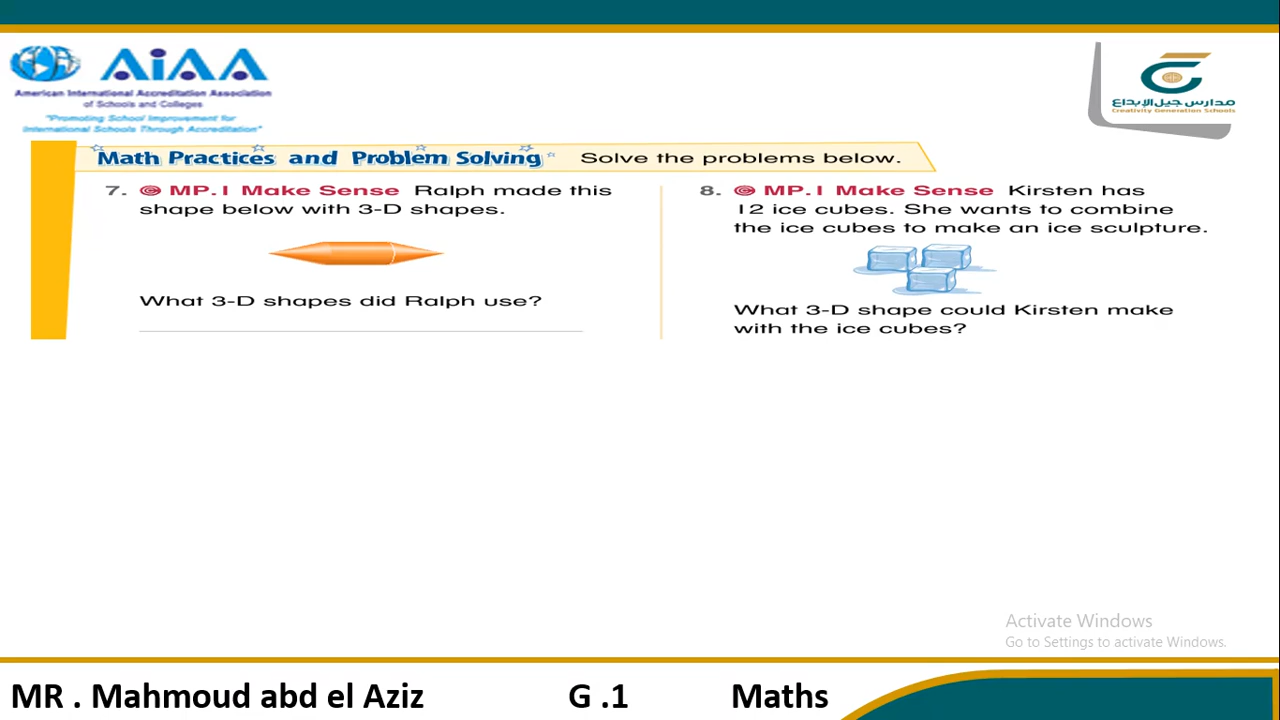 AiAA
American International Accreditation Association
of Schools and Colleges
"Promoting School Improvement for
International Schools Through Accreditation"
مدارس جيل الإبداع
Creativity Generation Schools
Math Practices and Problem Solving Solve the problems below.
7. MP.1 Make Sense Ralph made this
shape below with 3-D shapes.
What 3-D shapes did Ralph use?
8. MP.1 Make Sense Kirsten has
12 ice cubes. She wants to combine
the ice cubes to make an ice sculpture.
What 3-D shape could Kirsten make
with the ice cubes?
Activate Windows
Go to Settings to activate Windows.
MR . Mahmoud abd el Aziz G .1 Maths